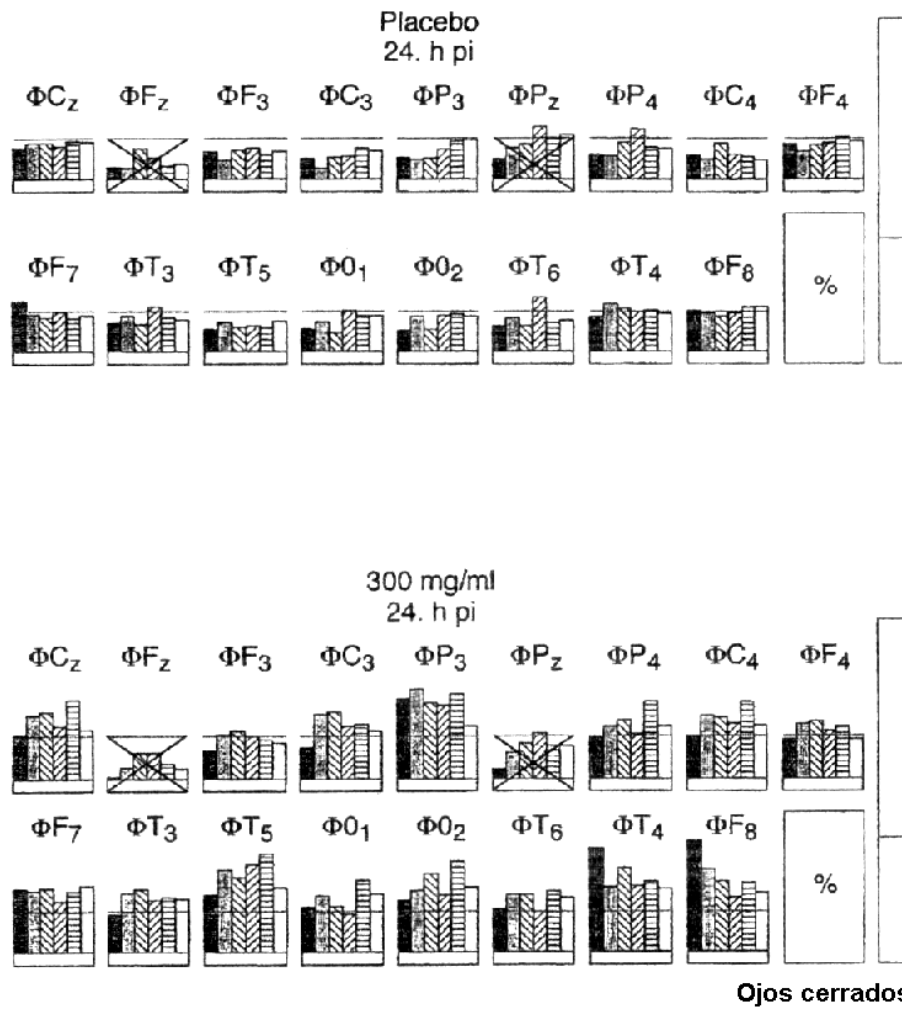 Placebo
24. h pi
ΦCz ΦFz ΦF3 ΦC3 ΦP3 ΦPz ΦP4 ΦC4 ΦF4
ΦF7 ΦT3 ΦT5 Φ01 Φ02 ΦT6 ΦT4 ΦF8
%
300 mg/ml
24. h pi
ΦCz ΦFz ΦF3 ΦC3 ΦP3 ΦPz ΦP4 ΦC4 ΦF4
ΦF7 ΦT3 ΦT5 Φ01 Φ02 ΦT6 ΦT4 ΦF8
%
Ojos cerrados